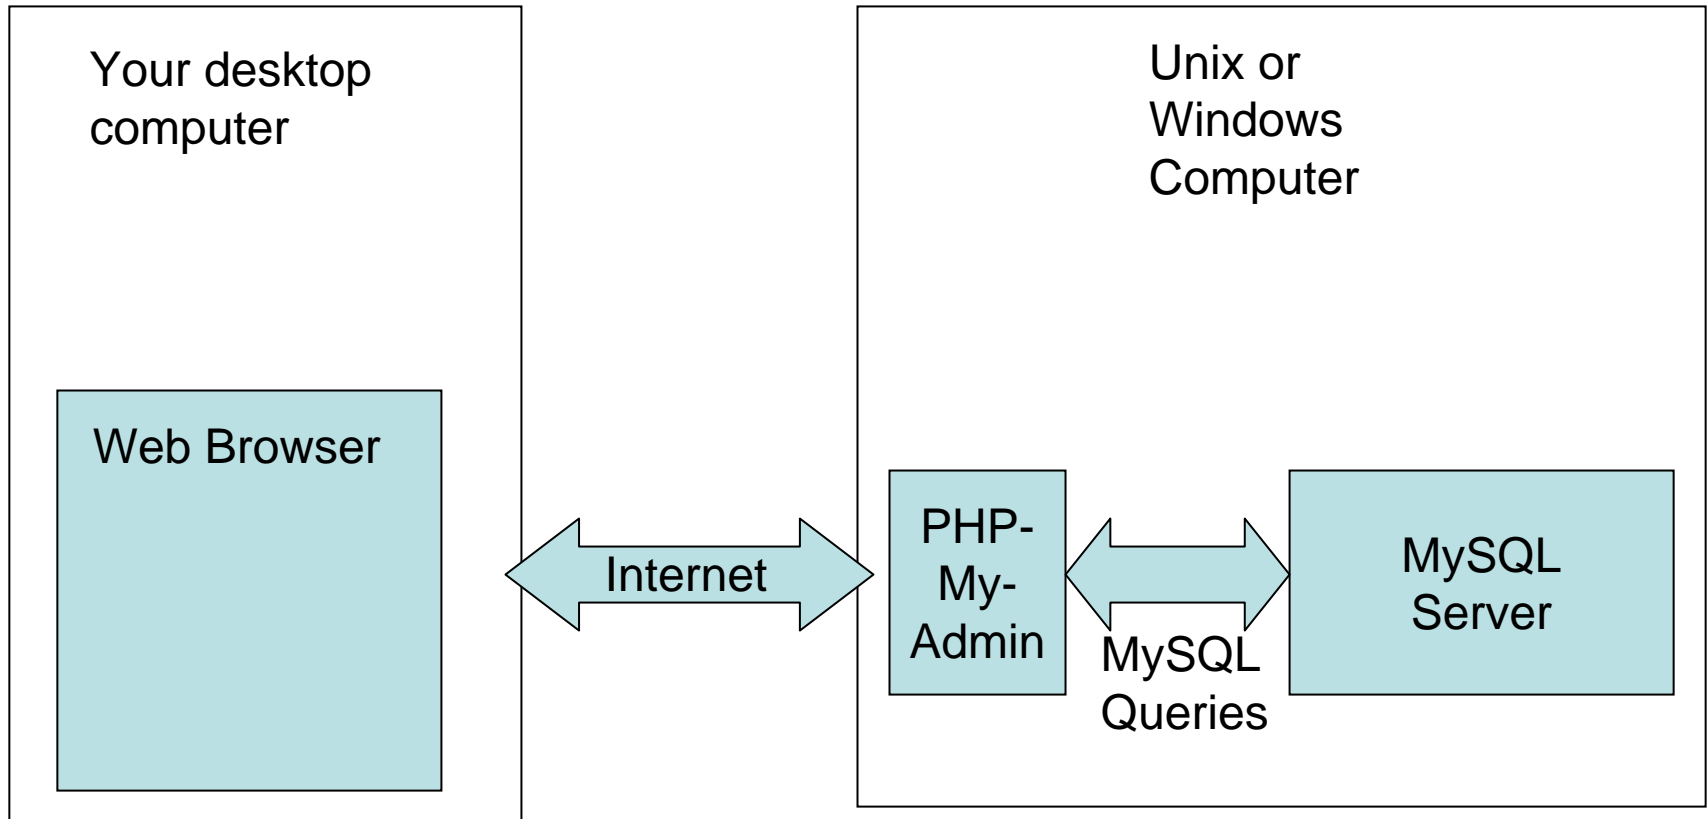 Your desktop
computer
Unix or
Windows
Computer
Web Browser
Internet
PHP-
My-
Admin
MySQL
Queries
MySQL
Server